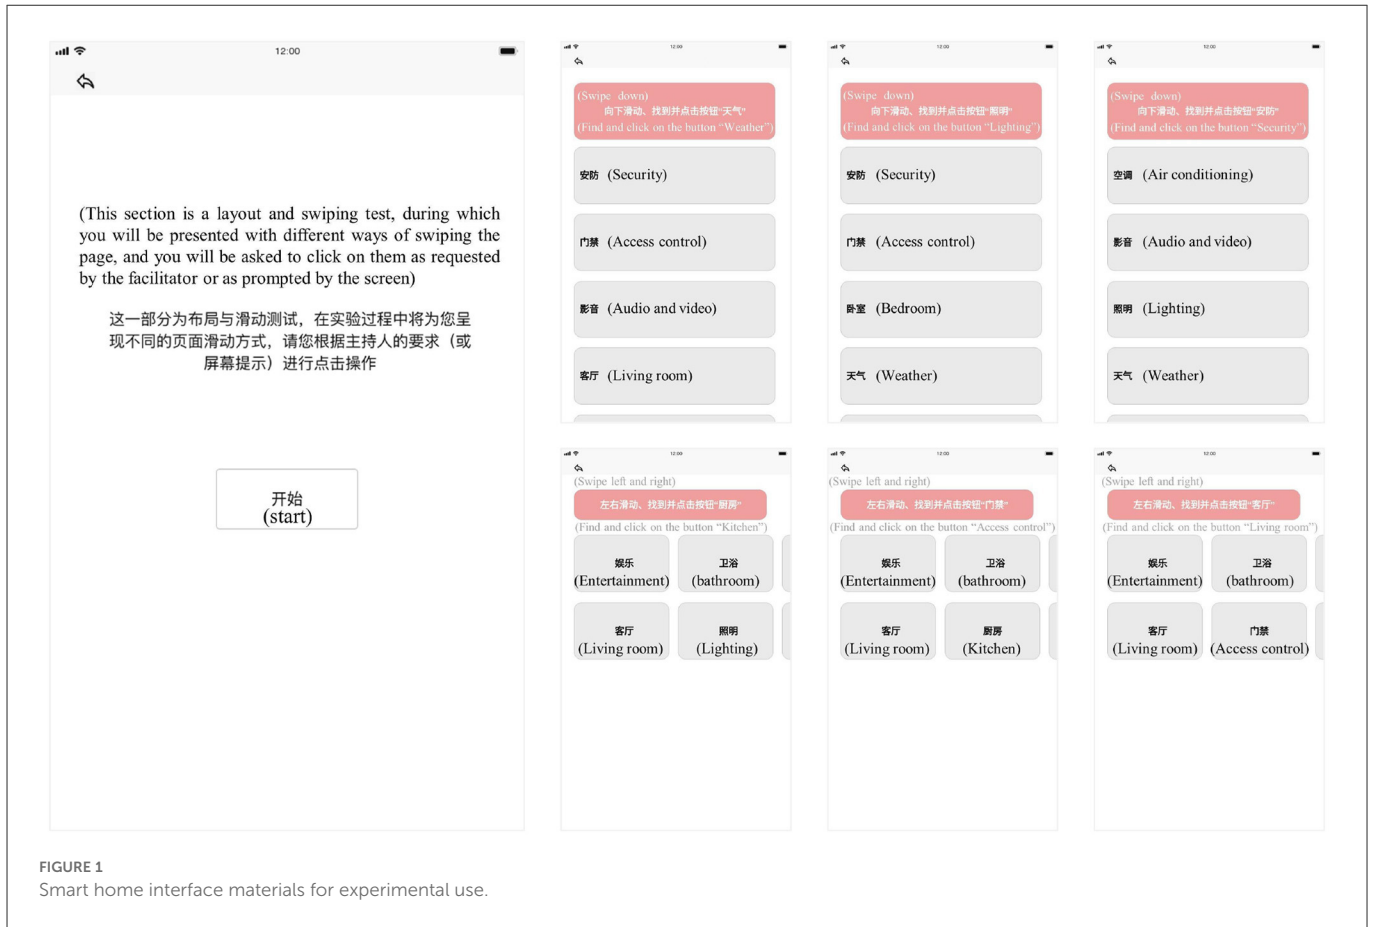 12:00
(This section is a layout and swiping test, during which
you will be presented with different ways of swiping the
page, and you will be asked to click on them as requested
by the facilitator or as prompted by the screen)
这一部分为布局与滑动测试，在实验过程中将为您呈
现不同的页面滑动方式，请您根据主持人的要求（或
屏幕提示）进行点击操作
开始
(start)
12:00
(Swipe down)
向下滑动、找到并点击按钮“天气”
(Find and click on the button “Weather”)
安防 (Security)
门禁 (Access control)
影音 (Audio and video)
客厅 (Living room)
12:00
(Swipe down)
向下滑动、找到并点击按钮“照明”
(Find and click on the button “Lighting”)
安防 (Security)
门禁 (Access control)
卧室 (Bedroom)
天气 (Weather)
12:00
(Swipe down)
向下滑动、找到并点击按钮“安防”
(Find and click on the button “Security”)
空调 (Air conditioning)
影音 (Audio and video)
照明 (Lighting)
天气 (Weather)
12:00
(Swipe left and right)
左右滑动、找到并点击按钮“厨房”
(Find and click on the button “Kitchen”)
娱乐 卫浴
(Entertainment) (bathroom)
客厅 照明
(Living room) (Lighting)
12:00
(Swipe left and right)
左右滑动、找到并点击按钮“门禁”
(Find and click on the button “Access control”)
娱乐 卫浴
(Entertainment) (bathroom)
客厅 厨房
(Living room) (Kitchen)
12:00
(Swipe left and right)
左右滑动、找到并点击按钮“客厅”
(Find and click on the button “Living room”)
娱乐 卫浴
(Entertainment) (bathroom)
客厅 门禁
(Living room) (Access control)
FIGURE 1
Smart home interface materials for experimental use.